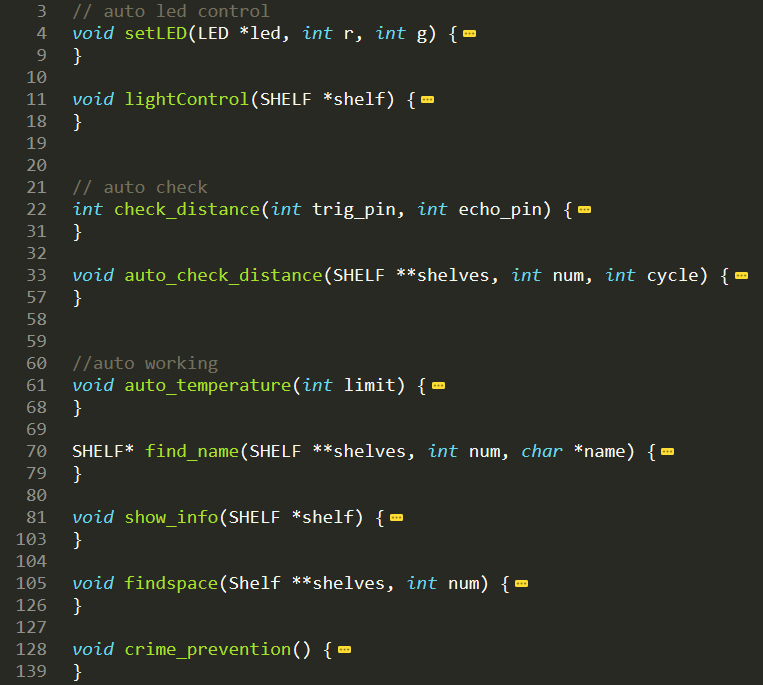 3 // auto led control
4 void setLED(LED *led, int r, int g) {
9 }
10
11 void lightControl(SHELF *shelf) {
18 }
19
20
21 // auto check
22 int check_distance(int trig_pin, int echo_pin) {
31 }
32
33 void auto_check_distance(SHELF **shelves, int num, int cycle) {
57 }
58
59
60 //auto working
61 void auto_temperature(int limit) {
68 }
69
70 SHELF* find_name(SHELF **shelves, int num, char *name) {
79 }
80
81 void show_info(SHELF *shelf) {
103 }
104
105 void findspace(Shelf **shelves, int num) {
126 }
127
128 void crime_prevention() {
139 }